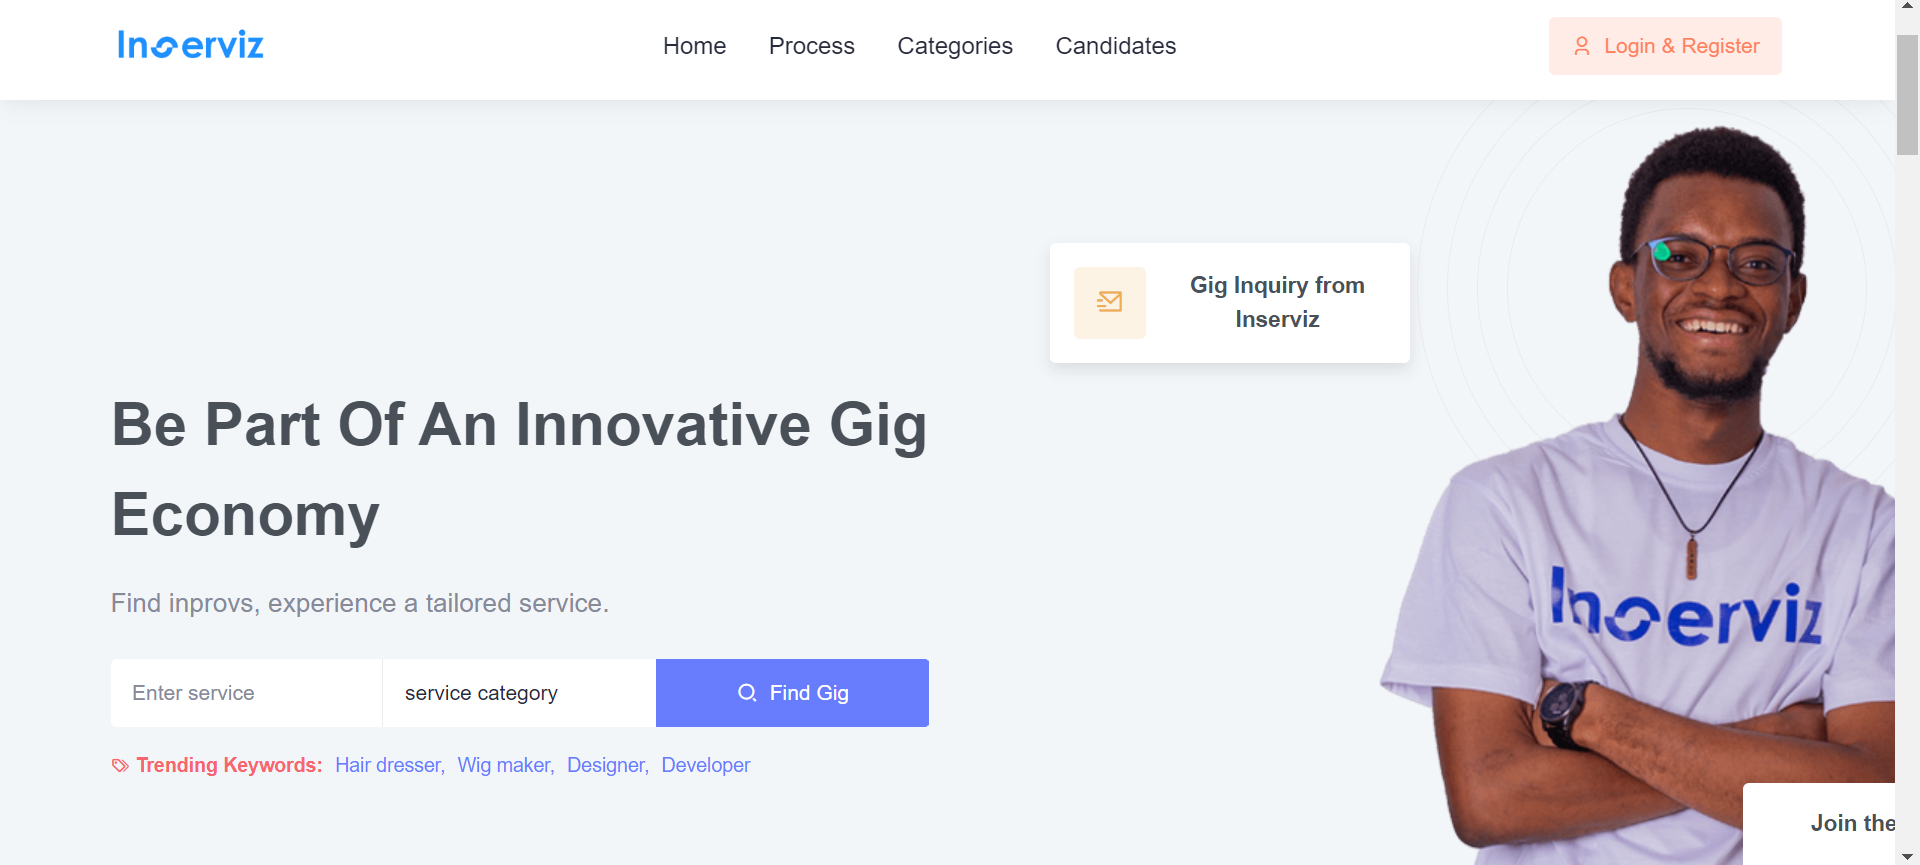 Inserviz
Home
Process
Categories
Candidates
Login & Register
Gig Inquiry from
Inserviz
Be Part Of An Innovative Gig
Economy
Find inprovs, experience a tailored service.
Enter service
service category
Find Gig
Trending Keywords: Hair dresser, Wig maker, Designer, Developer
Inserviz
Join the